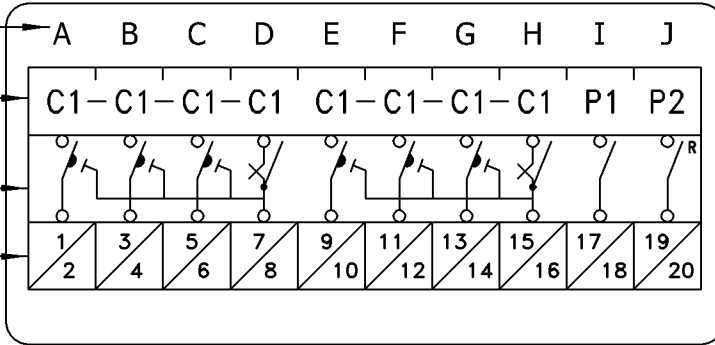 A B C D E F G H I J
C1-C1-C1-C1 C1-C1-C1-C1 P1 P2
R
1 3 5 7 9 11 13 15 17 19
2 4 6 8 10 12 14 16 18 20